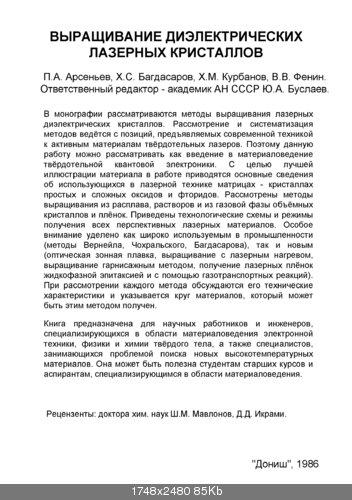 ВЫРАЩИВАНИЕ ДИЭЛЕКТРИЧЕСКИХ
ЛАЗЕРНЫХ КРИСТАЛЛОВ
П.А. Арсеньев, Х.С. Багдасаров, Х.М. Курбанов, В.В. Фенин.
Ответственный редактор - академик АН СССР Ю.А. Буслаев.
В монографии рассматриваются методы выращивания лазерных
диэлектрических кристаллов. Рассмотрение и систематизация
методов ведётся с позиций, предъявляемых современной техникой
к активным материалам твёрдотельных лазеров. Поэтому данную
работу можно рассматривать как введение в материаловедение
твёрдотельной квантовой электроники. С целью лучшей
иллюстрации материала в работе приводятся основные сведения
об использующихся в лазерной технике матрицах - кристаллах
простых и сложных оксидов и фторидов. Рассмотрены методы
выращивания из расплава, растворов и из газовой фазы объёмных
кристаллов и плёнок. Приведены технологические схемы и режимы
получения всех перспективных лазерных материалов. Особое
внимание уделено как широко используемым в промышленности
(методы Вернейла, Чохральского, Багдасарова), так и новым
(оптическая зонная плавка, выращивание с лазерным нагревом,
выращивание гарнисажным методом, получение лазерных плёнок
жидкофазной эпитаксией и с помощью газотранспортных реакций).
При рассмотрении каждого метода обсуждаются его технические
характеристики и указывается круг материалов, который может
быть этим методом получен.
Книга предназначена для научных работников и инженеров,
специализирующихся в области материаловедения электронной
техники, физики и химии твёрдого тела, а также специалистов,
занимающихся проблемой поиска новых высокотемпературных
материалов. Она может быть полезна студентам старших курсов и
аспирантам, специализирующимся в области материаловедения.
Рецензенты: доктора хим. наук Ш.М. Мавлонов, Д.Д. Икрами.
"Дониш", 1986
1748x2480 85Kb